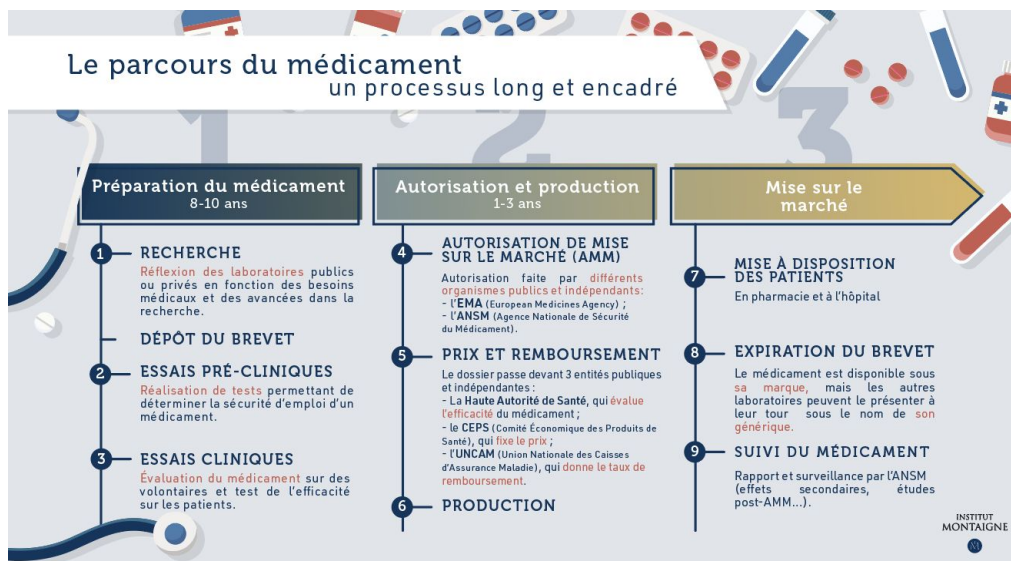 Le parcours du médicament
un processus long et encadré
1
2
3
Préparation du médicament
8-10 ans
1
RECHERCHE
Réflexion des laboratoires publics
ou privés en fonction des besoins
médicaux et des avancées dans la
recherche.
DÉPÔT DU BREVET
2
ESSAIS PRÉ-CLINIQUES
Réalisation de tests permettant de
déterminer la sécurité d'emploi d'un
médicament.
3
ESSAIS CLINIQUES
Évaluation du médicament sur des
volontaires et test de l'efficacité
sur les patients.
Autorisation et production
1-3 ans
4
AUTORISATION DE MISE
SUR LE MARCHÉ (AMM)
Autorisation faite par différents
organismes publics et indépendants:
- l'EMA (European Medicines Agency) ;
- l'ANSM (Agence Nationale de Sécurité
du Médicament).
5
PRIX ET REMBOURSEMENT
Le dossier passe devant 3 entités publiques
et indépendantes :
- La Haute Autorité de Santé, qui évalue
l'efficacité du médicament ;
- le CEPS (Comité Économique des Produits de
Santé), qui fixe le prix ;
- l'UNCAM (Union Nationale des Caisses
d'Assurance Maladie), qui donne le taux de
remboursement.
6
PRODUCTION
Mise sur le
marché
7
MISE À DISPOSITION
DES PATIENTS
En pharmacie et à l'hôpital
8
EXPIRATION DU BREVET
Le médicament est disponible sous
sa marque, mais les autres
laboratoires peuvent le présenter à
leur tour sous le nom de son
générique.
9
SUIVI DU MÉDICAMENT
Rapport et surveillance par l'ANSM
(effets secondaires, études
post-AMM...).
INSTITUT
MONTAIGNE